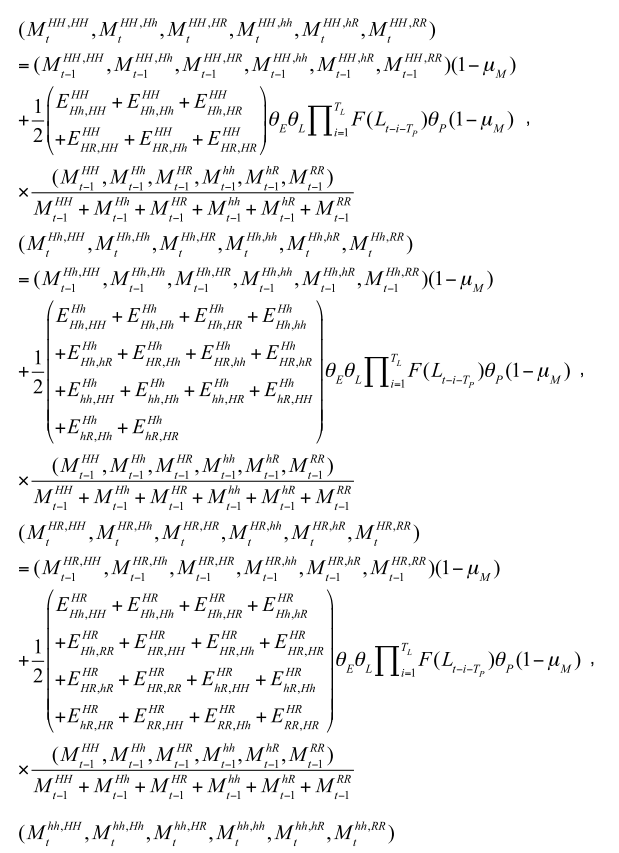 (M_t^{HH,HH}, M_t^{HH,Hh}, M_t^{HH,HR}, M_t^{HH,hh}, M_t^{HH,hR}, M_t^{HH,RR})
= (M_{t-1}^{HH,HH}, M_{t-1}^{HH,Hh}, M_{t-1}^{HH,HR}, M_{t-1}^{HH,hh}, M_{t-1}^{HH,hR}, M_{t-1}^{HH,RR})(1-μ_M)
+\frac{1}{2}(E_{Hh,HH}^{HH} + E_{Hh,Hh}^{HH} + E_{Hh,HR}^{HH}
+E_{HR,HH}^{HH} + E_{HR,Hh}^{HH} + E_{HR,HR}^{HH}) θ_E θ_L ∏_{i=1}^{T_L} F(L_{t-i-T_P}) θ_P (1-μ_M) ,
×\frac{(M_{t-1}^{HH}, M_{t-1}^{Hh}, M_{t-1}^{HR}, M_{t-1}^{hh}, M_{t-1}^{hR}, M_{t-1}^{RR})}{M_{t-1}^{HH} + M_{t-1}^{Hh} + M_{t-1}^{HR} + M_{t-1}^{hh} + M_{t-1}^{hR} + M_{t-1}^{RR}}
(M_t^{Hh,HH}, M_t^{Hh,Hh}, M_t^{Hh,HR}, M_t^{Hh,hh}, M_t^{Hh,hR}, M_t^{Hh,RR})
= (M_{t-1}^{Hh,HH}, M_{t-1}^{Hh,Hh}, M_{t-1}^{Hh,HR}, M_{t-1}^{Hh,hh}, M_{t-1}^{Hh,hR}, M_{t-1}^{Hh,RR})(1-μ_M)
+\frac{1}{2}(E_{Hh,HH}^{Hh} + E_{Hh,Hh}^{Hh} + E_{Hh,HR}^{Hh} + E_{Hh,hh}^{Hh}
+E_{Hh,hR}^{Hh} + E_{HR,Hh}^{Hh} + E_{HR,hh}^{Hh} + E_{HR,hR}^{Hh}
+E_{hh,HH}^{Hh} + E_{hh,Hh}^{Hh} + E_{hh,HR}^{Hh} + E_{hR,HH}^{Hh}
+E_{hR,Hh}^{Hh} + E_{hR,HR}^{Hh}) θ_E θ_L ∏_{i=1}^{T_L} F(L_{t-i-T_P}) θ_P (1-μ_M) ,
×\frac{(M_{t-1}^{HH}, M_{t-1}^{Hh}, M_{t-1}^{HR}, M_{t-1}^{hh}, M_{t-1}^{hR}, M_{t-1}^{RR})}{M_{t-1}^{HH} + M_{t-1}^{Hh} + M_{t-1}^{HR} + M_{t-1}^{hh} + M_{t-1}^{hR} + M_{t-1}^{RR}}
(M_t^{HR,HH}, M_t^{HR,Hh}, M_t^{HR,HR}, M_t^{HR,hh}, M_t^{HR,hR}, M_t^{HR,RR})
= (M_{t-1}^{HR,HH}, M_{t-1}^{HR,Hh}, M_{t-1}^{HR,HR}, M_{t-1}^{HR,hh}, M_{t-1}^{HR,hR}, M_{t-1}^{HR,RR})(1-μ_M)
+\frac{1}{2}(E_{Hh,HH}^{HR} + E_{Hh,Hh}^{HR} + E_{Hh,HR}^{HR} + E_{Hh,hR}^{HR}
+E_{Hh,RR}^{HR} + E_{HR,HH}^{HR} + E_{HR,Hh}^{HR} + E_{HR,HR}^{HR}
+E_{HR,hR}^{HR} + E_{HR,RR}^{HR} + E_{hR,HH}^{HR} + E_{hR,Hh}^{HR}
+E_{hR,HR}^{HR} + E_{RR,HH}^{HR} + E_{RR,Hh}^{HR} + E_{RR,HR}^{HR}) θ_E θ_L ∏_{i=1}^{T_L} F(L_{t-i-T_P}) θ_P (1-μ_M) ,
×\frac{(M_{t-1}^{HH}, M_{t-1}^{Hh}, M_{t-1}^{HR}, M_{t-1}^{hh}, M_{t-1}^{hR}, M_{t-1}^{RR})}{M_{t-1}^{HH} + M_{t-1}^{Hh} + M_{t-1}^{HR} + M_{t-1}^{hh} + M_{t-1}^{hR} + M_{t-1}^{RR}}
(M_t^{hh,HH}, M_t^{hh,Hh}, M_t^{hh,HR}, M_t^{hh,hh}, M_t^{hh,hR}, M_t^{hh,RR})